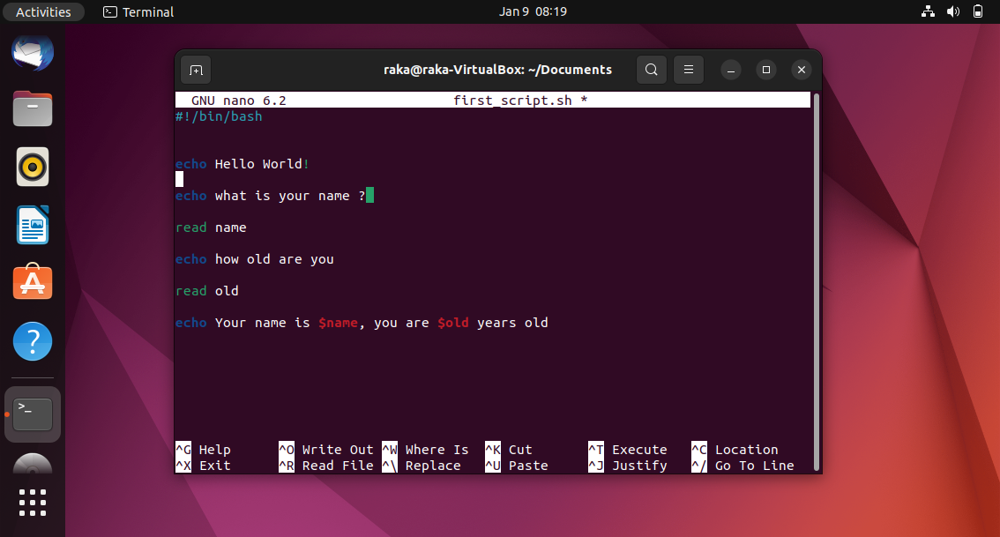 Activities Terminal Jan 9 08:19
raka@raka-VirtualBox: ~/Documents
GNU nano 6.2 first_script.sh *
#!/bin/bash
echo Hello World!
echo what is your name ?
read name
echo how old are you
read old
echo Your name is $name, you are $old years old
^G Help ^O Write Out ^W Where Is ^K Cut ^T Execute ^C Location
^X Exit ^R Read File ^\ Replace ^U Paste ^J Justify ^/ Go To Line